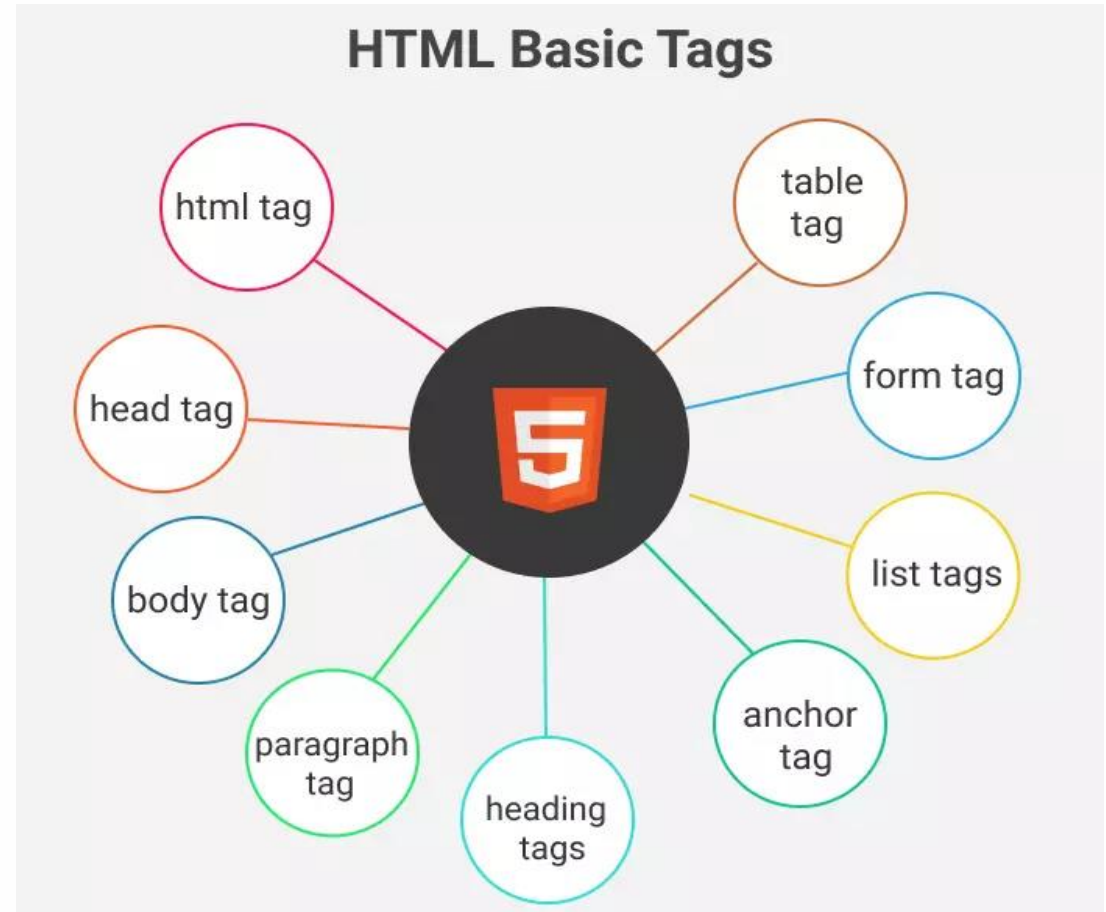 HTML Basic Tags
html tag
table
tag
head tag
form tag
body tag
list tags
paragraph
tag
heading
tags
anchor
tag